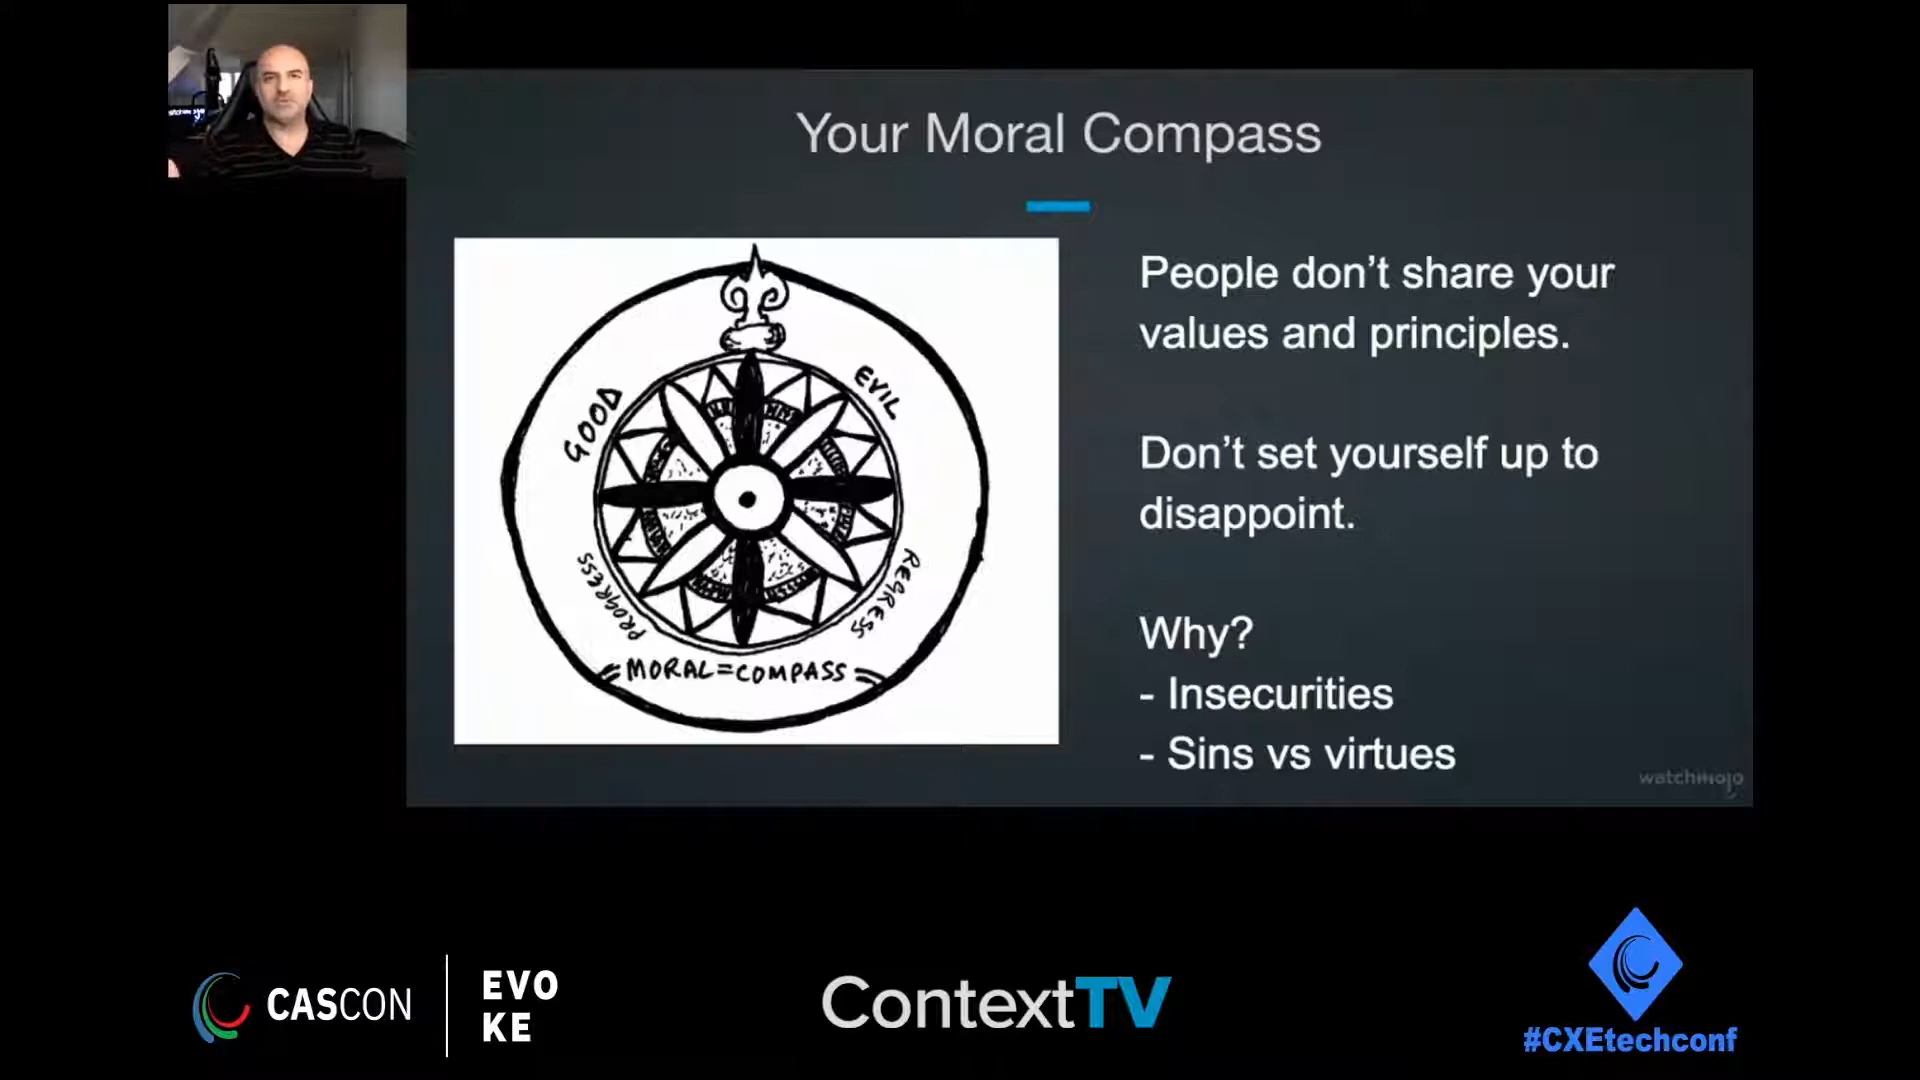 Your Moral Compass
GOOD
EVIL
PROGRESS
REGRESS
MORAL=COMPASS
People don’t share your
values and principles.
Don’t set yourself up to
disappoint.
Why?
- Insecurities
- Sins vs virtues
watchmojo
CASCON
EVO
KE
ContextTV
#CXEtechconf